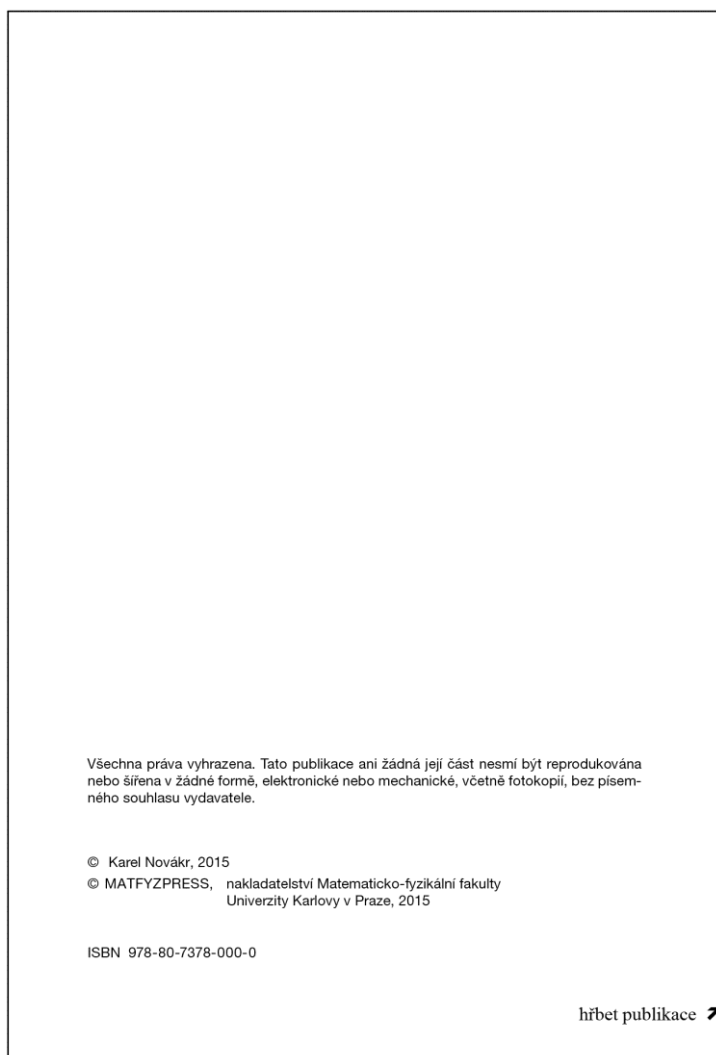 Všechna práva vyhrazena. Tato publikace ani žádná její část nesmí být reprodukována
nebo šířena v žádné formě, elektronické nebo mechanické, včetně fotokopií, bez písem-
ného souhlasu vydavatele.
© Karel Novákr, 2015
© MATFYZPRESS, nakladatelství Matematicko-fyzikální fakulty
Univerzity Karlovy v Praze, 2015
ISBN 978-80-7378-000-0
hřbet publikace